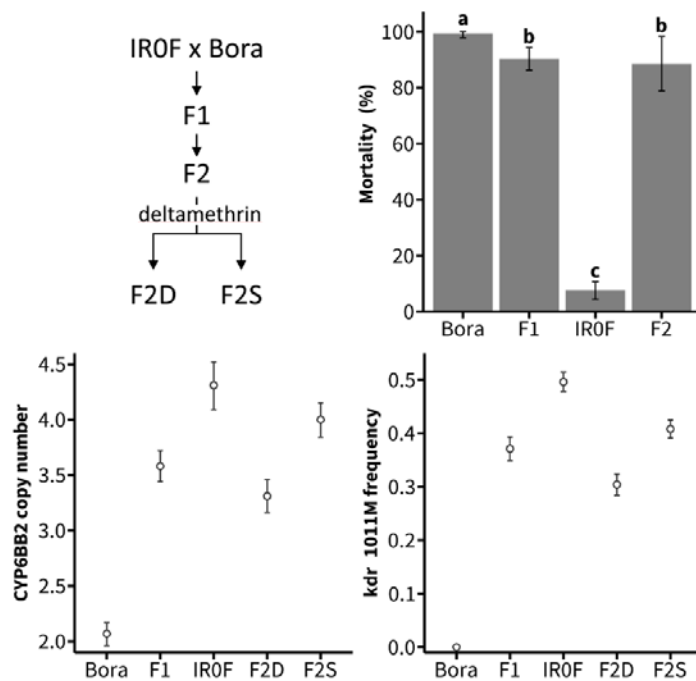 IR0F x Bora
F1
F2
deltamethrin
F2D F2S
Mortality (%)
100
80
60
40
20
0
a
b
c
b
Bora F1 IR0F F2
CYP6BB2 copy number
4.5
4.0
3.5
3.0
2.5
2.0
Bora F1 IR0F F2D F2S
kdr 1011M frequency
0.5
0.4
0.3
0.2
0.1
0.0
Bora F1 IR0F F2D F2S